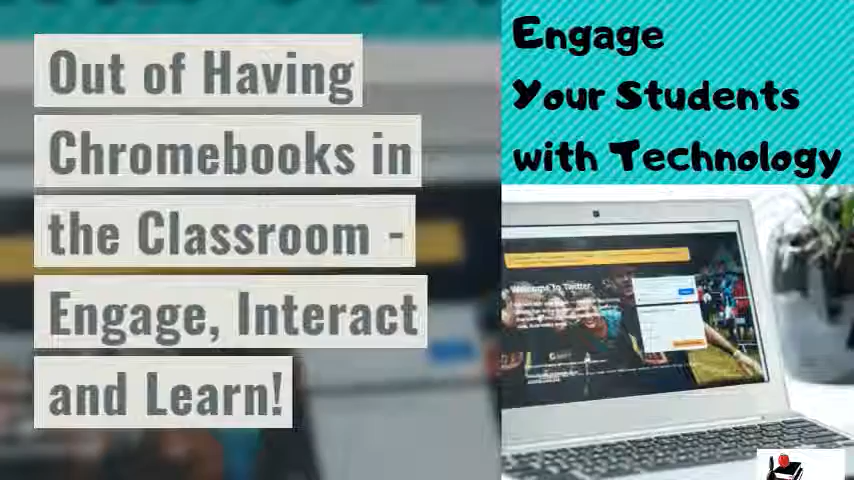 Out of Having
Chromebooks in
the Classroom -
Engage, Interact
and Learn!
Engage
Your Students
with Technology
Welcome to Twitter.